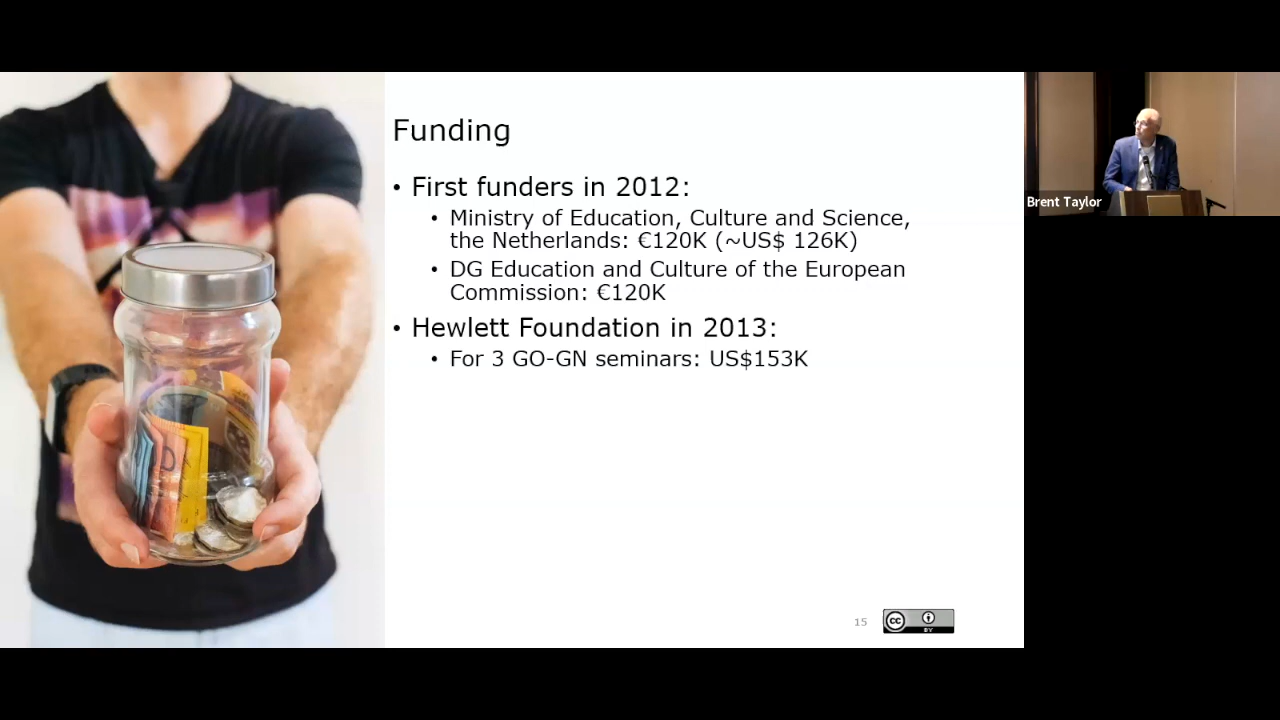 Funding
• First funders in 2012:
• Ministry of Education, Culture and Science,
the Netherlands: €120K (~US$ 126K)
• DG Education and Culture of the European
Commission: €120K
• Hewlett Foundation in 2013:
• For 3 GO-GN seminars: US$153K
15
cc
BY
Brent Taylor